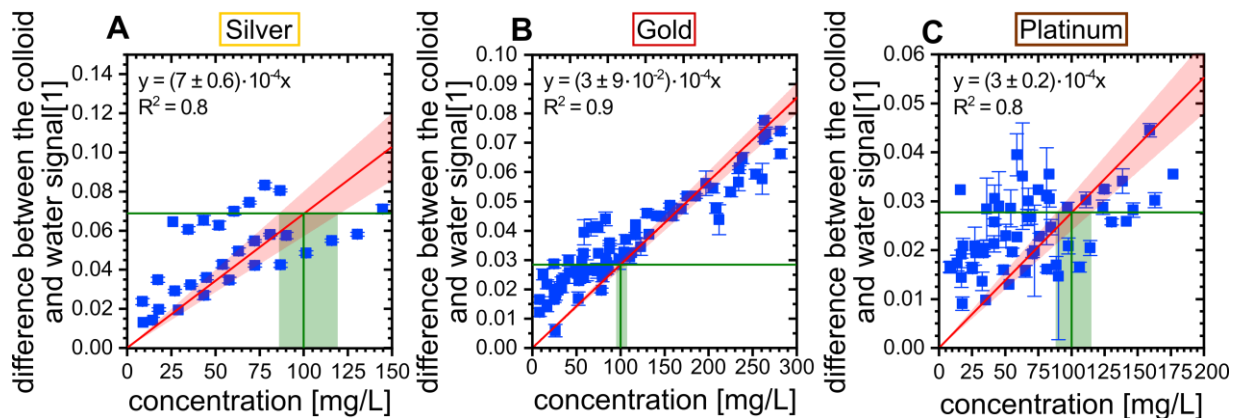 A Silver
difference between the colloid
and water signal[1]
0.14
0.12
0.10
0.08
0.06
0.04
0.02
0.00
y = (7 ± 0.6)·10⁻⁴x
R² = 0.8
0 25 50 75 100 125 150
concentration [mg/L]
B Gold
difference between the colloid
and water signal[1]
0.10
0.09
0.08
0.07
0.06
0.05
0.04
0.03
0.02
0.01
0.00
y = (3 ± 9·10⁻²)·10⁻⁴x
R² = 0.9
0 50 100 150 200 250 300
concentration [mg/L]
C Platinum
difference between the colloid
and water signal[1]
0.06
0.05
0.04
0.03
0.02
0.01
0.00
y = (3 ± 0.2)·10⁻⁴x
R² = 0.8
0 25 50 75 100 125 150 175 200
concentration [mg/L]